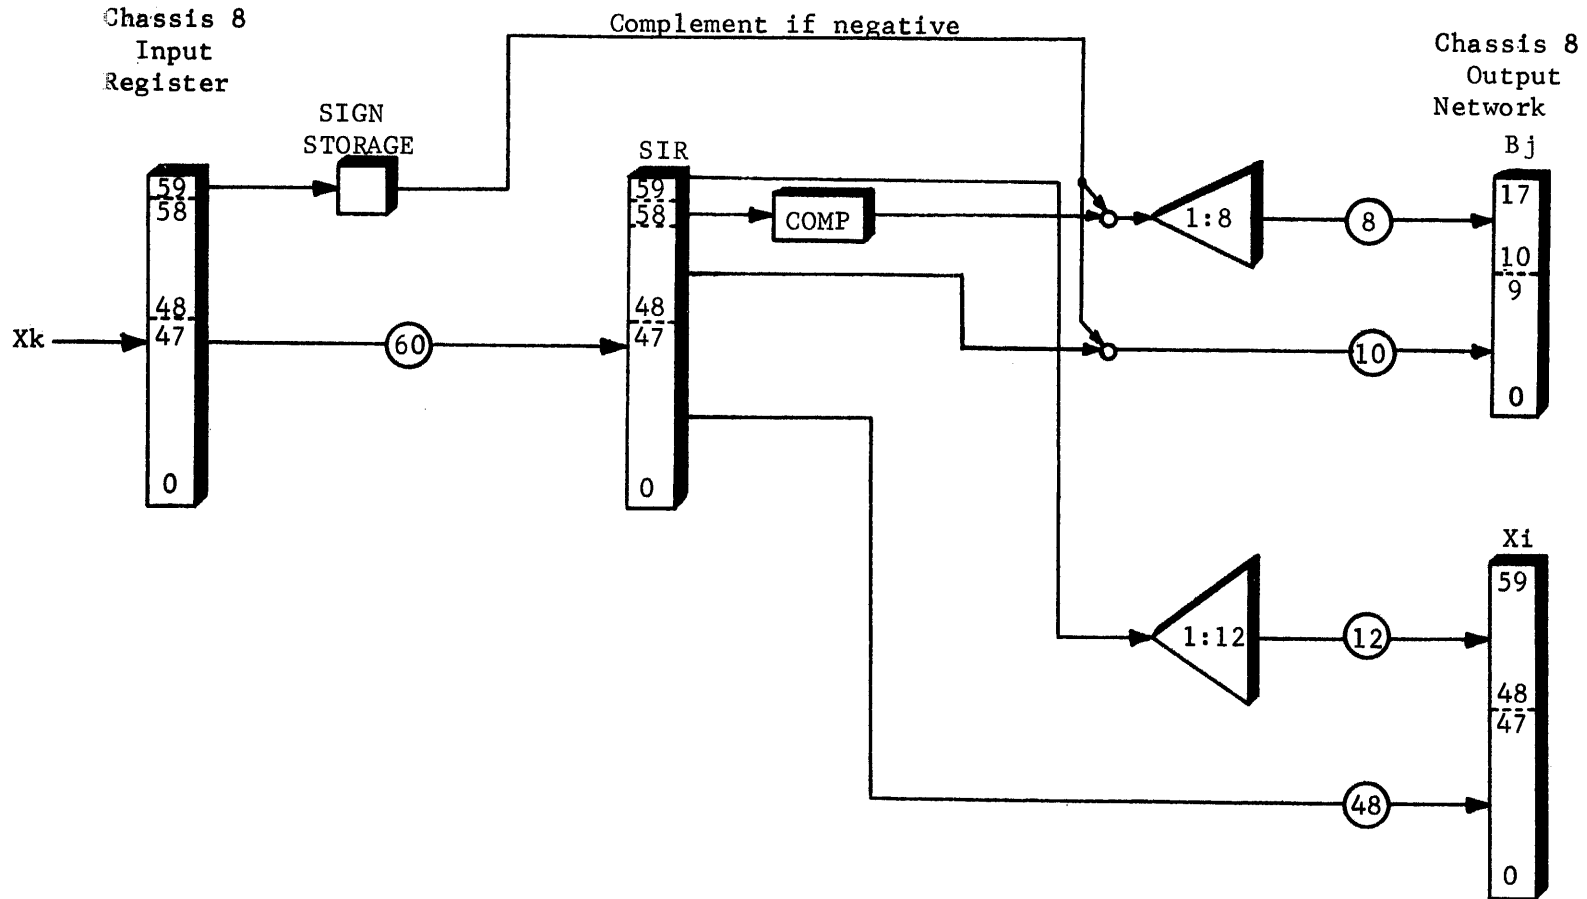 Chassis 8
Input
Register
SIGN
STORAGE
Complement if negative
Chassis 8
Output
Network
Bj
SIR
59
58
48
47
0
Xk
60
59
58
48
47
0
COMP
1:8
8
10
17
10
9
0
Xi
1:12
12
48
59
48
47
0